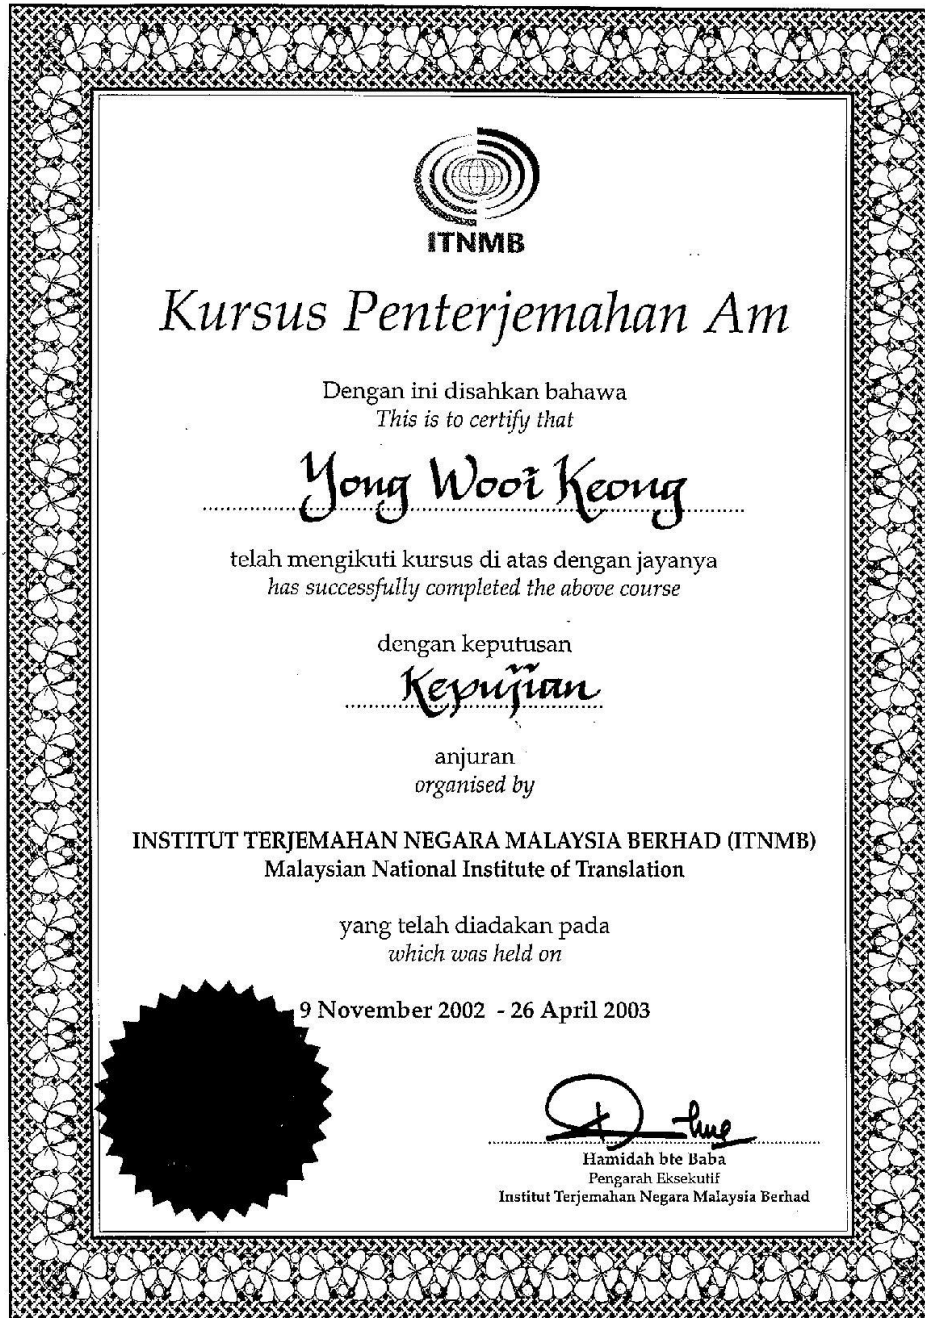 ITNMB
Kursus Penterjemahan Am
Dengan ini disahkan bahawa
This is to certify that
Yong Wooi Keong
telah mengikuti kursus di atas dengan jayanya
has successfully completed the above course
dengan keputusan
Kepujian
anjuran
organised by
INSTITUT TERJEMAHAN NEGARA MALAYSIA BERHAD (ITNMB)
Malaysian National Institute of Translation
yang telah diadakan pada
which was held on
9 November 2002 - 26 April 2003
Hamidah bte Baba
Pengarah Eksekutif
Institut Terjemahan Negara Malaysia Berhad